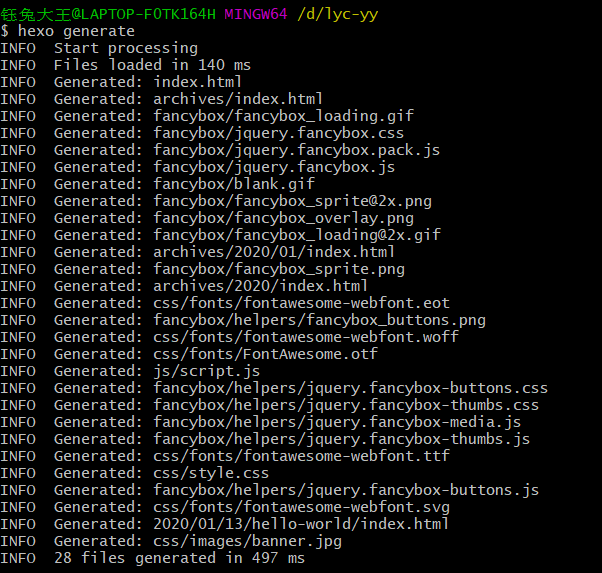 钰兔大王@LAPTOP-F0TK164H MINGW64 /d/lyc-yy
$ hexo generate
INFO  Start processing
INFO  Files loaded in 140 ms
INFO  Generated: index.html
INFO  Generated: archives/index.html
INFO  Generated: fancybox/fancybox_loading.gif
INFO  Generated: fancybox/jquery.fancybox.css
INFO  Generated: fancybox/jquery.fancybox.pack.js
INFO  Generated: fancybox/jquery.fancybox.js
INFO  Generated: fancybox/blank.gif
INFO  Generated: fancybox/fancybox_sprite@2x.png
INFO  Generated: fancybox/fancybox_overlay.png
INFO  Generated: fancybox/fancybox_loading@2x.gif
INFO  Generated: archives/2020/01/index.html
INFO  Generated: fancybox/fancybox_sprite.png
INFO  Generated: archives/2020/index.html
INFO  Generated: css/fonts/fontawesome-webfont.eot
INFO  Generated: fancybox/helpers/fancybox_buttons.png
INFO  Generated: css/fonts/fontawesome-webfont.woff
INFO  Generated: css/fonts/FontAwesome.otf
INFO  Generated: js/script.js
INFO  Generated: fancybox/helpers/jquery.fancybox-buttons.css
INFO  Generated: fancybox/helpers/jquery.fancybox-thumbs.css
INFO  Generated: fancybox/helpers/jquery.fancybox-media.js
INFO  Generated: fancybox/helpers/jquery.fancybox-thumbs.js
INFO  Generated: css/fonts/fontawesome-webfont.ttf
INFO  Generated: css/style.css
INFO  Generated: fancybox/helpers/jquery.fancybox-buttons.js
INFO  Generated: css/fonts/fontawesome-webfont.svg
INFO  Generated: 2020/01/13/hello-world/index.html
INFO  Generated: css/images/banner.jpg
INFO  28 files generated in 497 ms